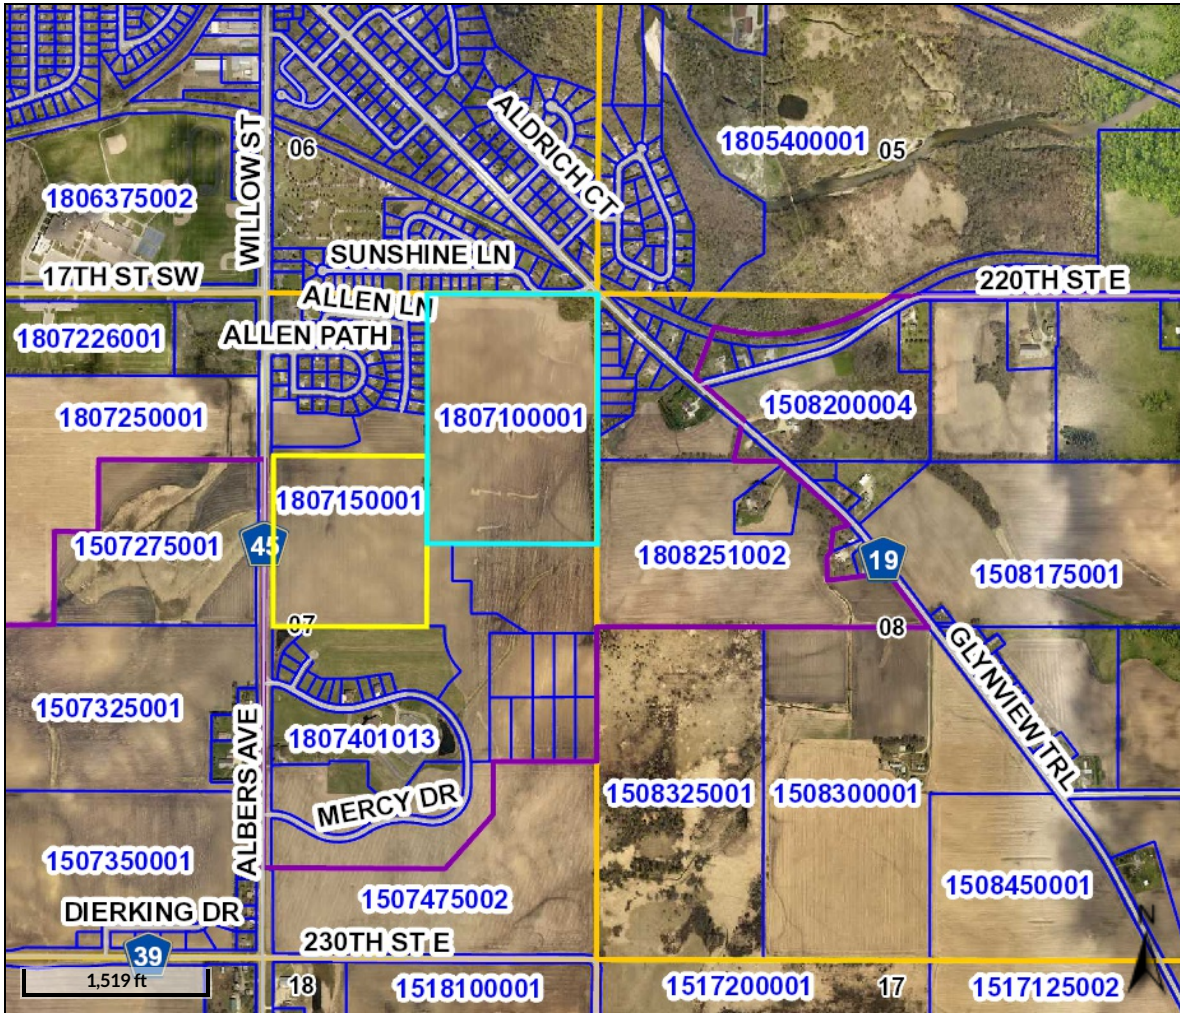 ALDRICH CT
1805400001
05
06
WILLOW ST
1806375002
SUNSHINE LN
17TH ST SW
220TH ST E
ALLEN LN
1807226001
ALLEN PATH
1807250001
1807100001
1508200004
1807150001
1507275001
45
1808251002
19
1508175001
07
08
GLYNVIEW TRL
1507325001
1807401013
ALBERS AVE
MERCY DR
1508325001
1508300001
1507350001
1508450001
1507475002
DIERKING DR
N
230TH ST E
39
1,519 ft
18
1518100001
1517200001
17
1517125002